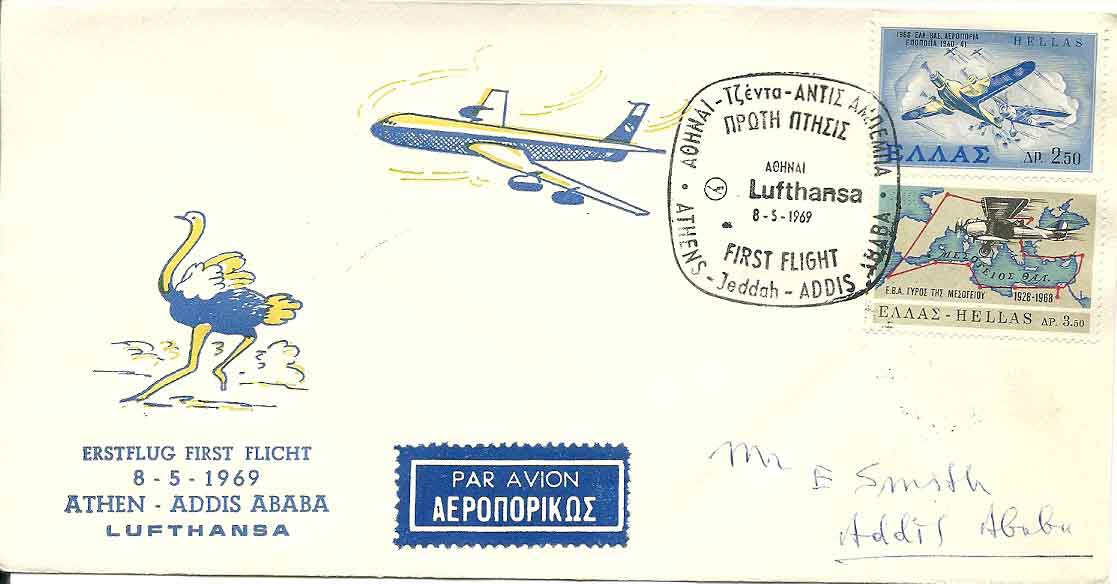 1968 ΕΛΛ. ΒΑΣ. ΑΕΡΟΠΟΡΙΑ
ΕΠΟΠΟΙΙΑ 1940-41
HELLAS
ΕΛΛΑΣ ΔΡ. 2.50
ΜΕΣΟΓΕΙΟΣ ΘΑΛ.
Ε.Β.Α. ΓΥΡΟΣ ΤΗΣ ΜΕΣΟΓΕΙΟΥ 1928-1968
ΕΛΛΑΣ - HELLAS ΔΡ. 3.50
ΑΘΗΝΑΙ - Τζέντα - ΑΝΤΙΣ ΑΜΠΕΜΠΑ
ΠΡΩΤΗ ΠΤΗΣΙΣ
ΑΘΗΝΑΙ
Lufthansa
8-5-1969
FIRST FLIGHT
ATHENS - Jeddah - ADDIS ABABA
ERSTFLUG FIRST FLICHT
8-5-1969
ATHEN - ADDIS ABABA
LUFTHANSA
PAR AVION
ΑΕΡΟΠΟΡΙΚΩΣ
Mr
E Smith
Addis Ababa